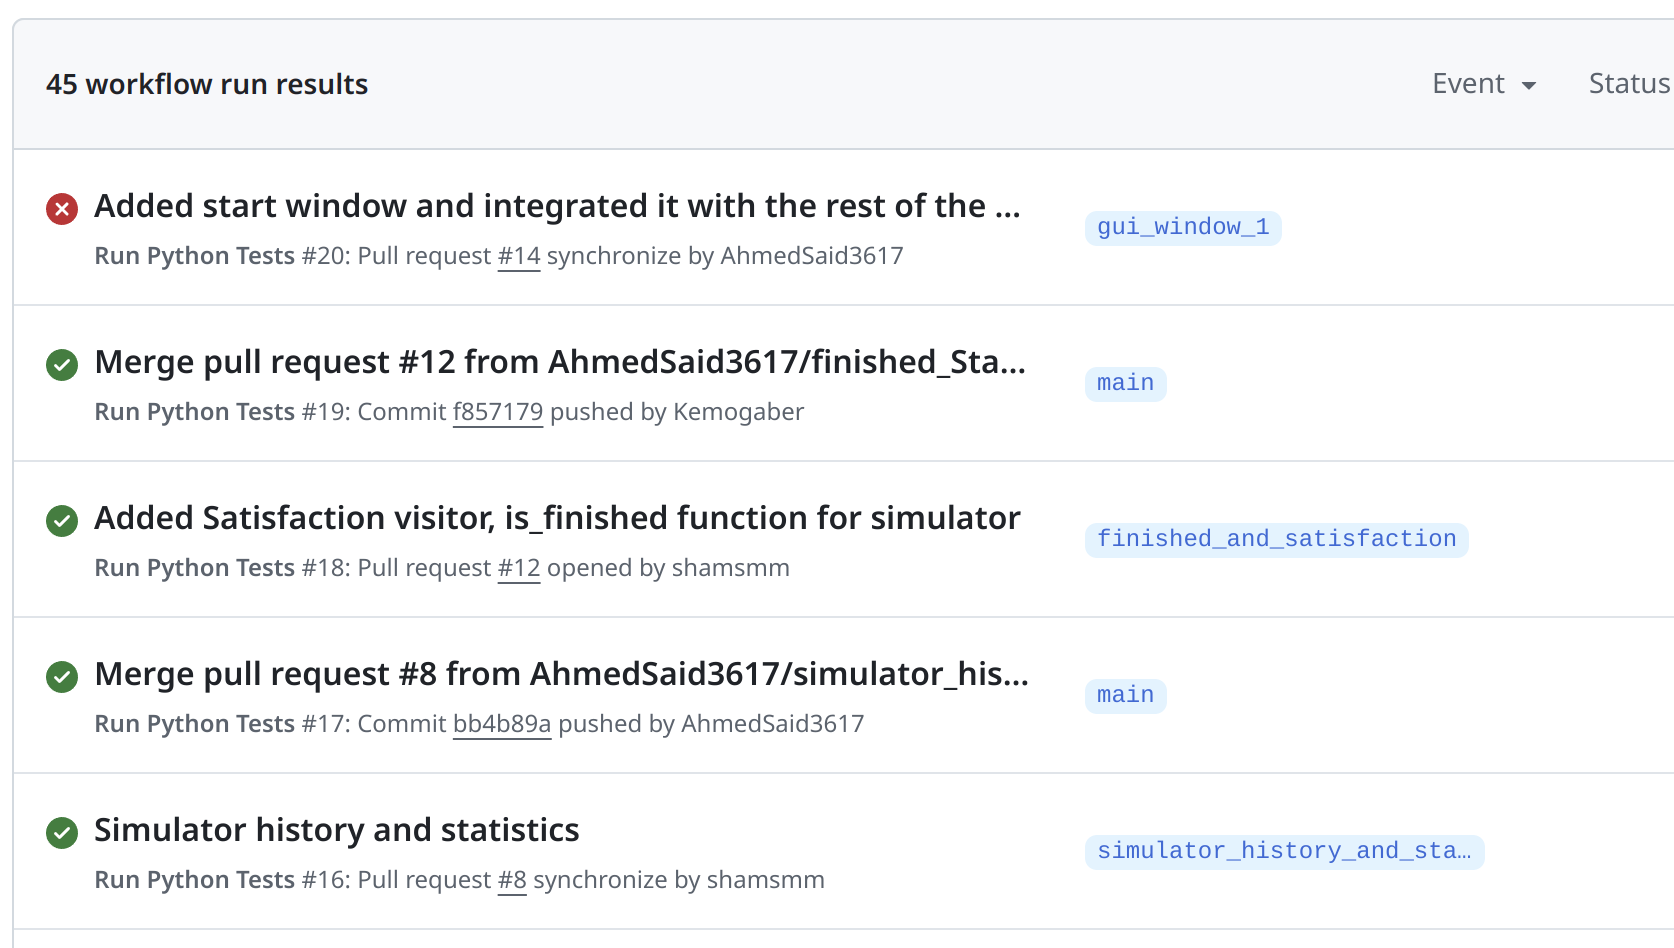 45 workflow run results
Event
Status
Added start window and integrated it with the rest of the ...
gui_window_1
Run Python Tests #20: Pull request #14 synchronize by AhmedSaid3617
Merge pull request #12 from AhmedSaid3617/finished_Sta...
main
Run Python Tests #19: Commit f857179 pushed by Kemogaber
Added Satisfaction visitor, is_finished function for simulator
finished_and_satisfaction
Run Python Tests #18: Pull request #12 opened by shamsmm
Merge pull request #8 from AhmedSaid3617/simulator_his...
main
Run Python Tests #17: Commit bb4b89a pushed by AhmedSaid3617
Simulator history and statistics
simulator_history_and_sta…
Run Python Tests #16: Pull request #8 synchronize by shamsmm